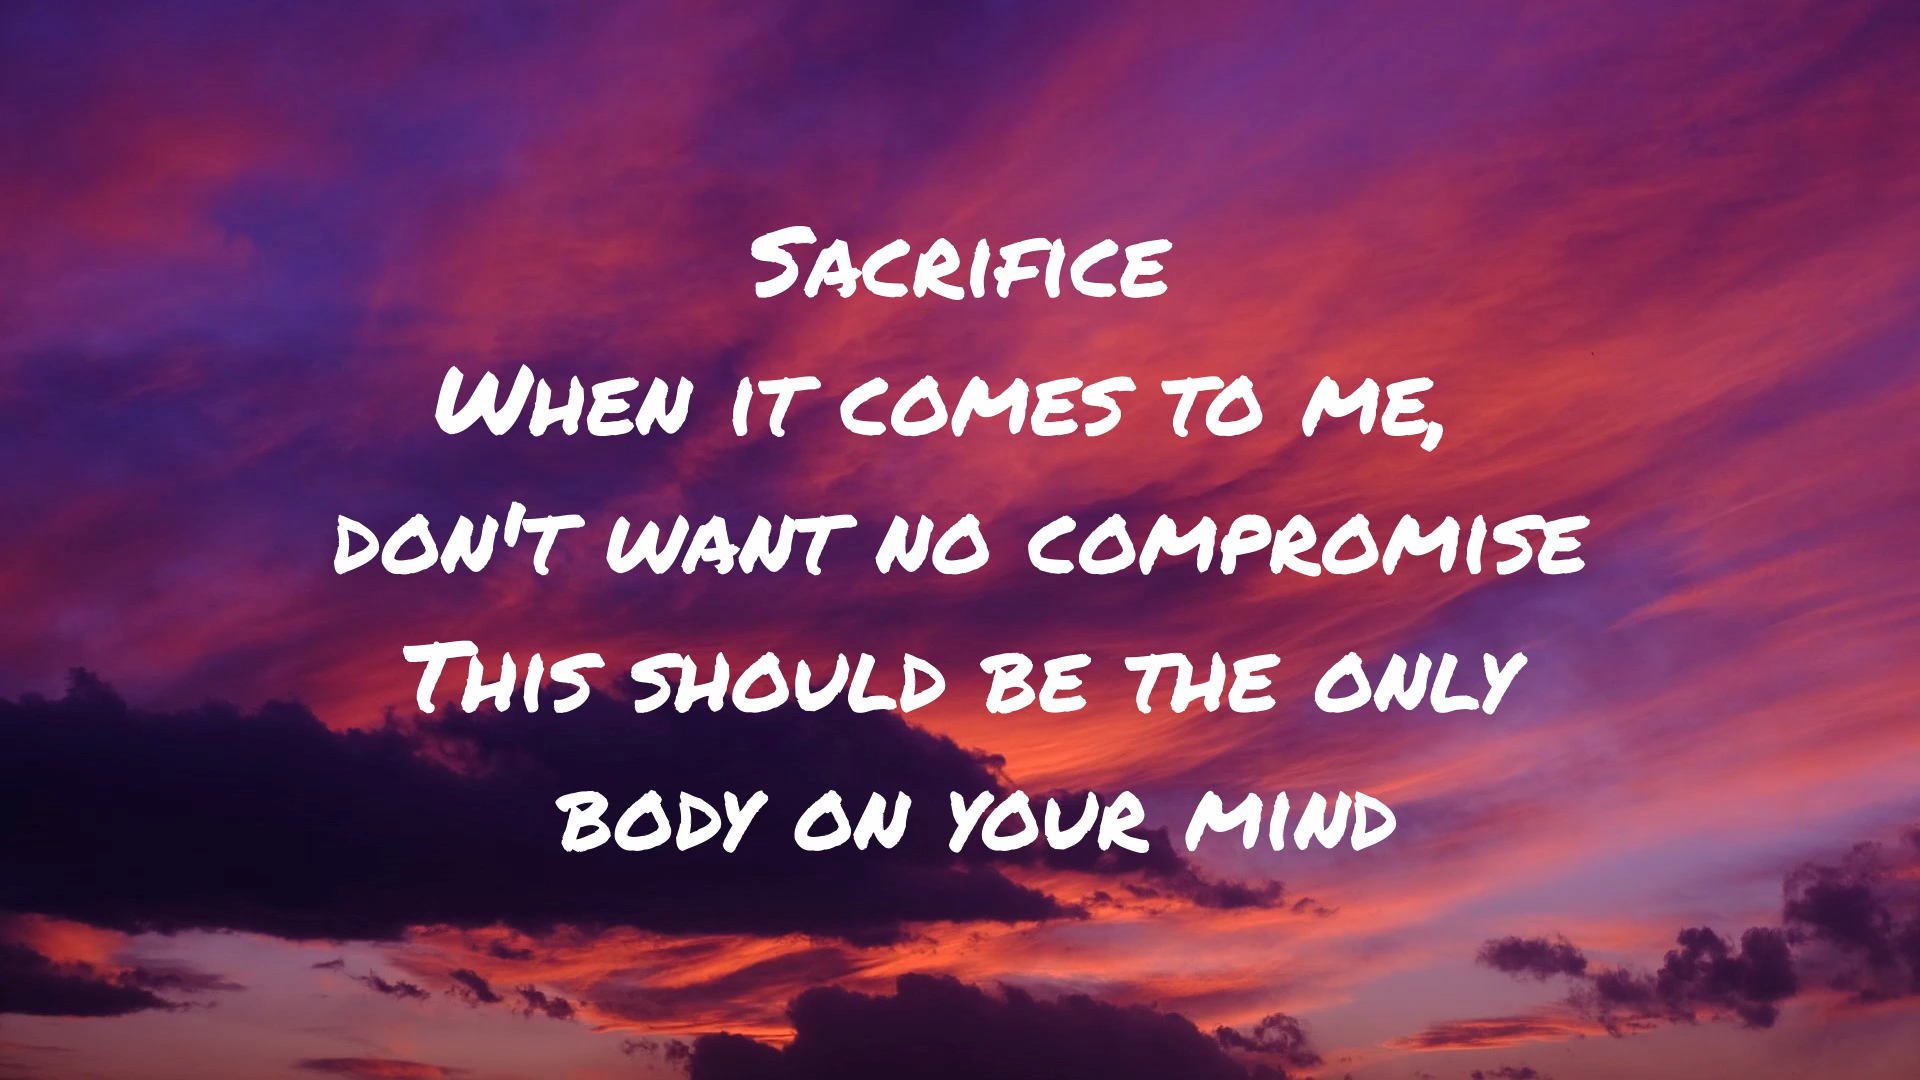 Sacrifice
When it comes to me,
don't want no compromise
This should be the only
body on your mind